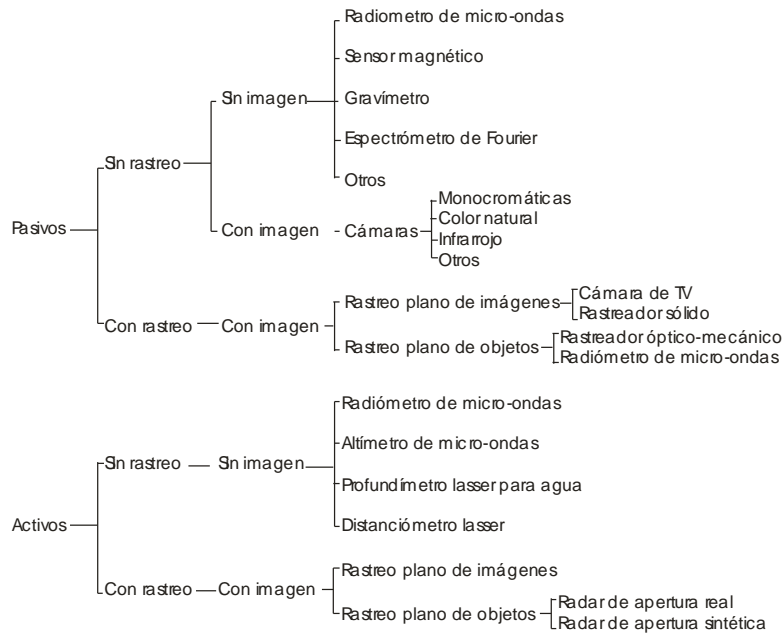 Radiometro de micro-ondas
Sensor magnético
Sin imagen
Gravímetro
Espectrómetro de Fourier
Sin rastreo
Otros
Monocromáticas
Color natural
Pasivos
Con imagen
Cámaras
Infrarrojo
Otros
Cámara de TV
Rastreo plano de imágenes
Rastreador sólido
Con rastreo
Con imagen
Rastreador óptico-mecánico
Rastreo plano de objetos
Radiómetro de micro-ondas
Radiómetro de micro-ondas
Altímetro de micro-ondas
Sin rastreo
Sin imagen
Profundímetro lasser para agua
Activos
Distanciómetro lasser
Rastreo plano de imágenes
Con rastreo
Con imagen
Radar de apertura real
Rastreo plano de objetos
Radar de apertura sintética